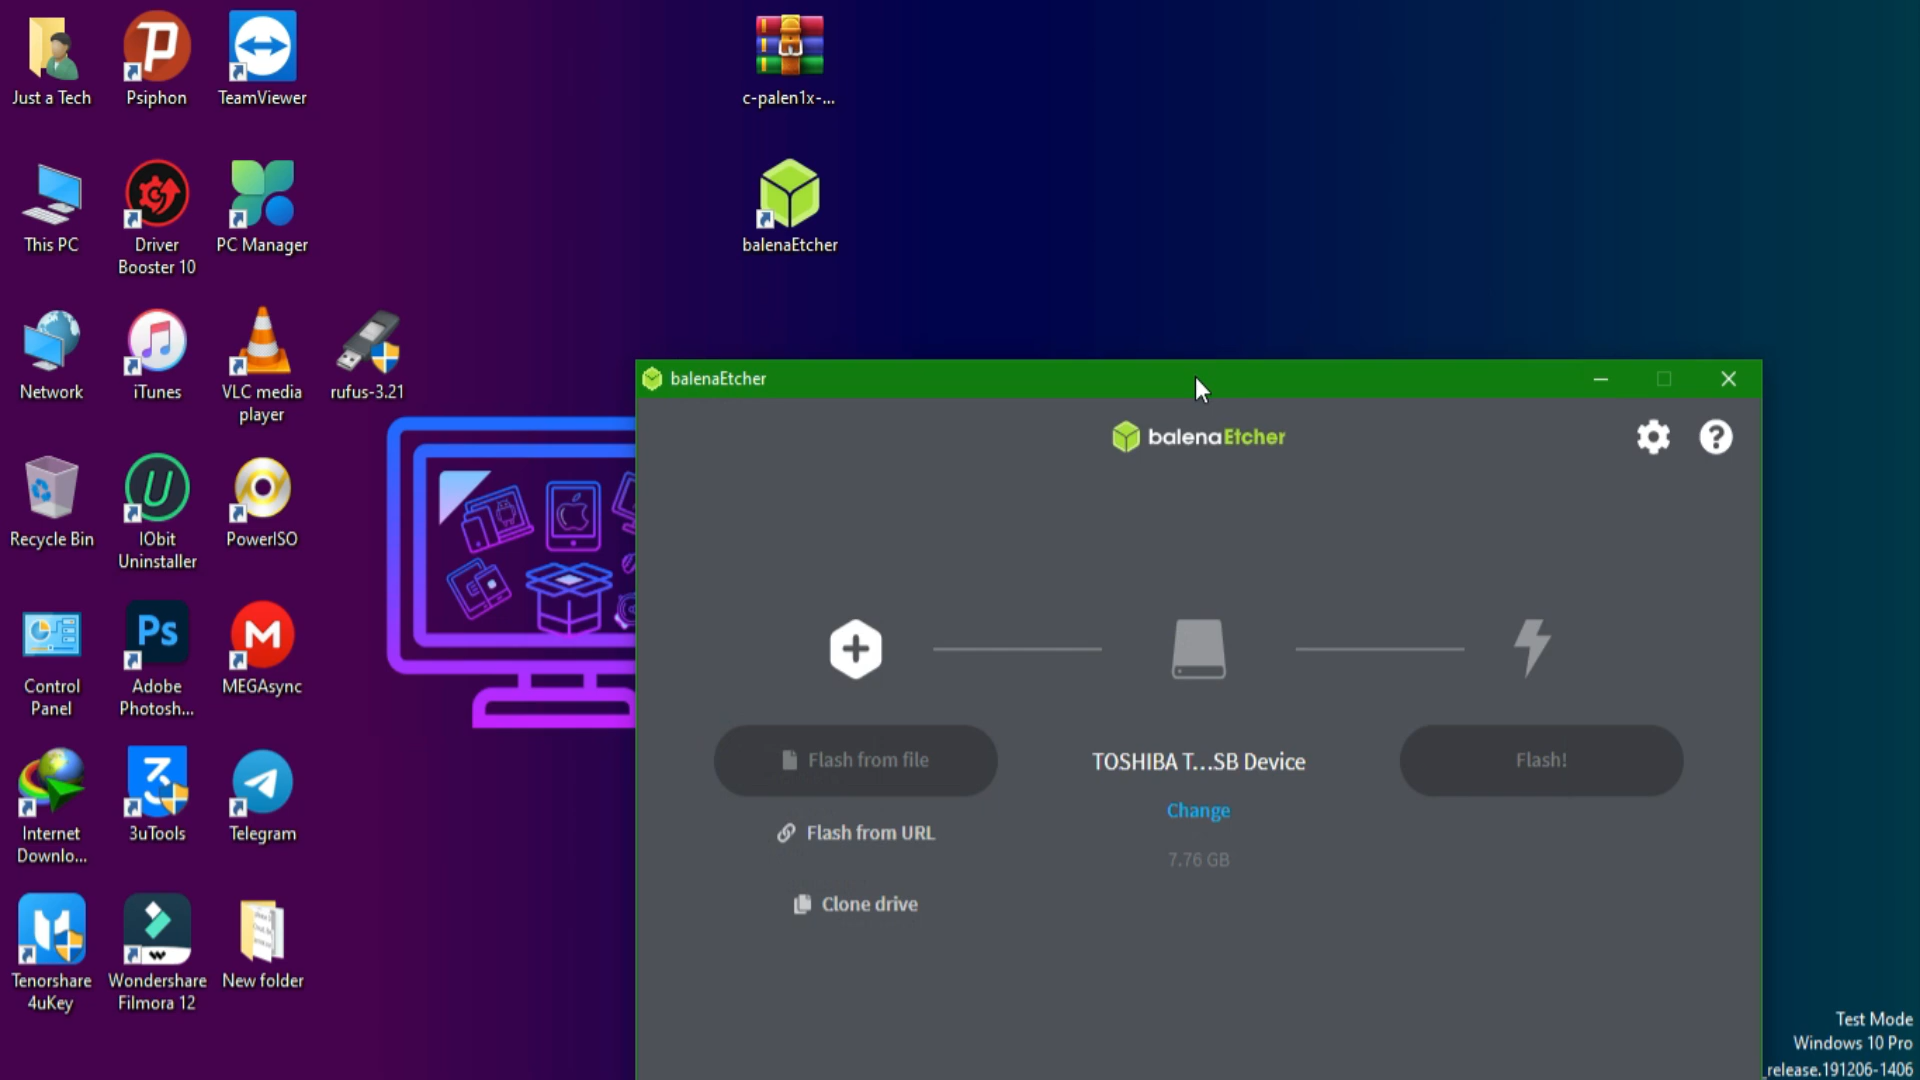 Just a Tech
Psiphon
TeamViewer
c-palen1x-...
This PC
Driver
Booster 10
PC Manager
balenaEtcher
Network
iTunes
VLC media
player
rufus-3.21
Recycle Bin
IObit
Uninstaller
PowerISO
Control
Panel
Ps
Adobe
Photosh...
MEGAsync
Internet
Downlo...
3uTools
Telegram
Tenorshare
4uKey
Wondershare
Filmora 12
New folder
balenaEtcher
balenaEtcher
Flash from file
Flash from URL
Clone drive
TOSHIBA T...SB Device
Change
7.76 GB
Flash!
Test Mode
Windows 10 Pro
_release.191206-1406